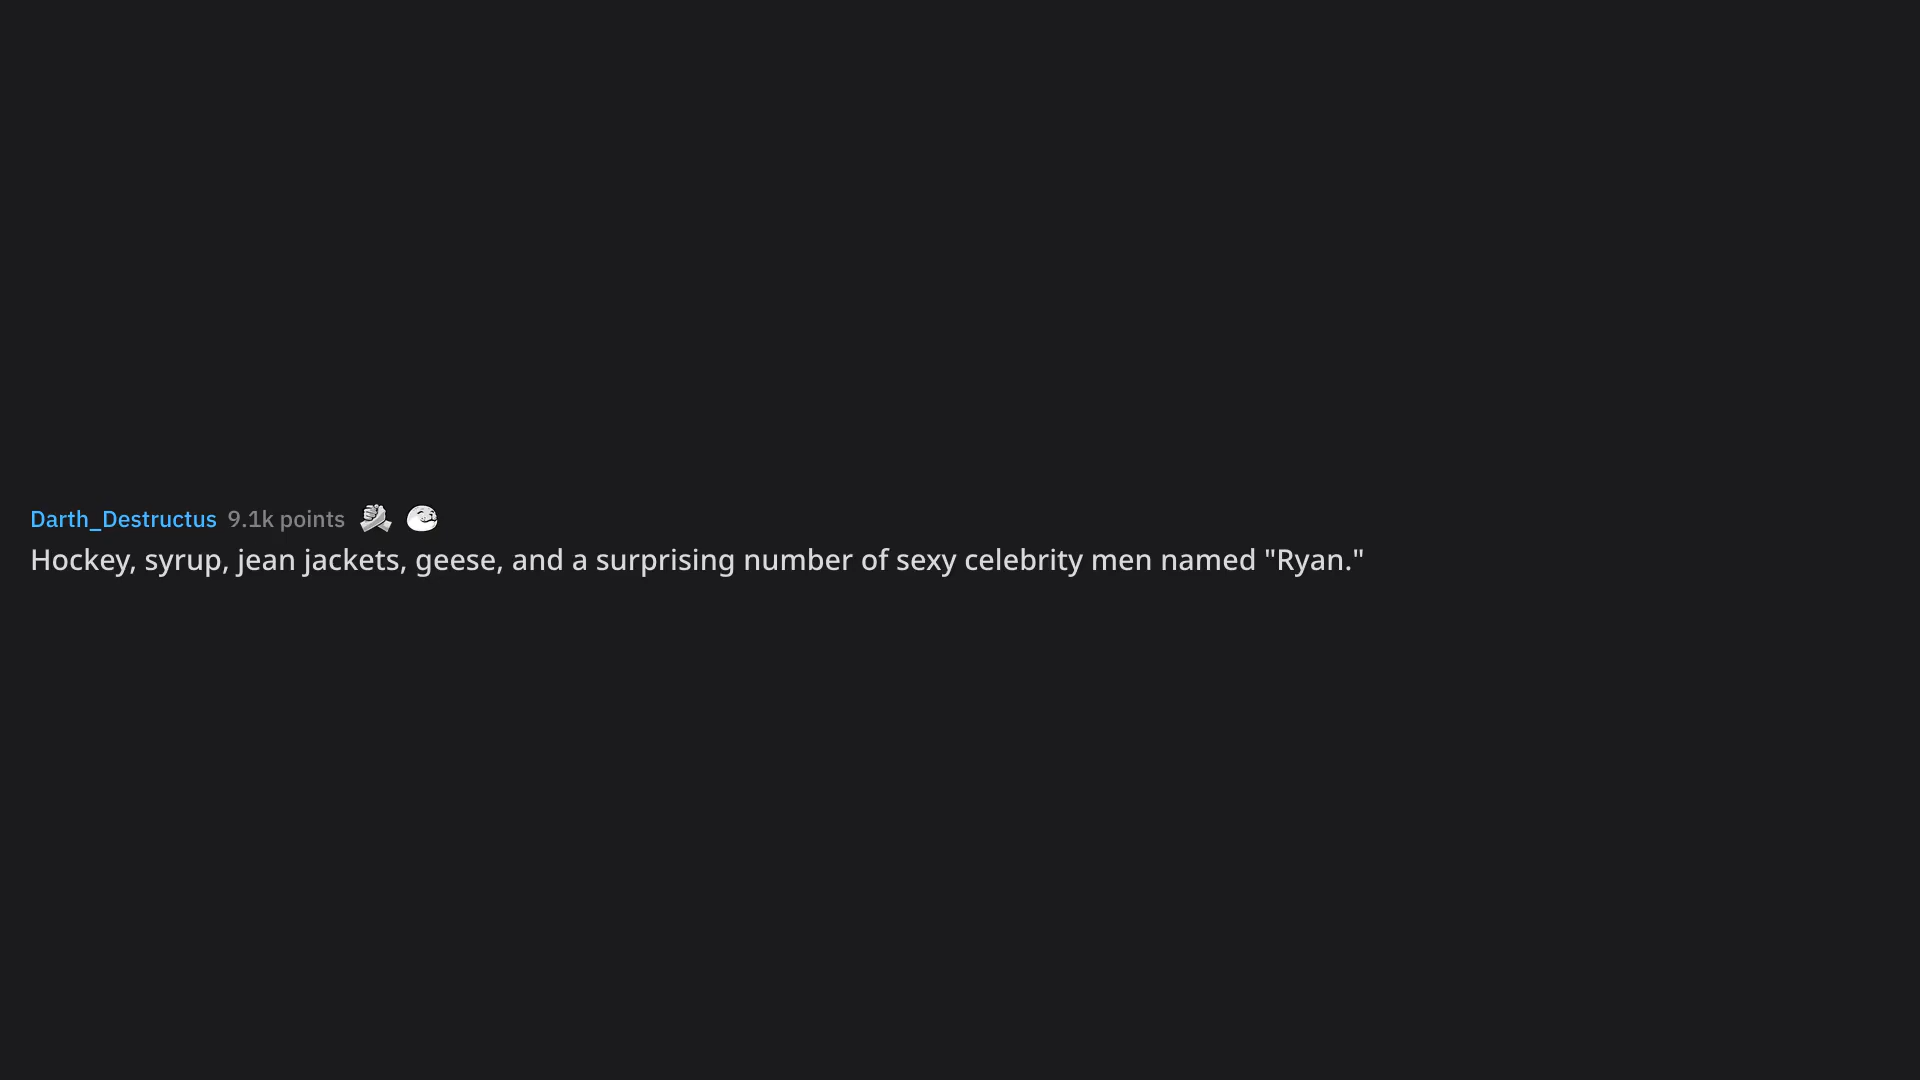 Darth_Destructus 9.1k points
Hockey, syrup, jean jackets, geese, and a surprising number of sexy celebrity men named "Ryan."